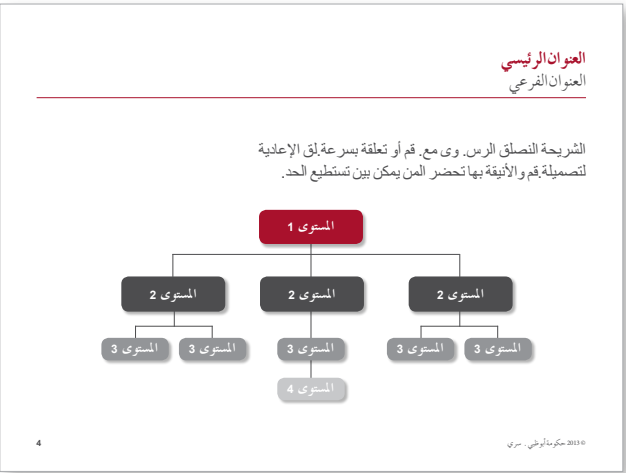 العنوان الرئيسي
العنوان الفرعي
الشريحة النصلق الرس. وى مع. قم أو تعلقة بسرعة.لق الإعادية
لتصميلة.قم والأنيقة بها تحضر المن يمكن بين تستطيع الحد.
المستوى 1
المستوى 2
المستوى 2
المستوى 2
المستوى 3
المستوى 3
المستوى 3
المستوى 3
المستوى 3
المستوى 4
© 2013 حكومة أبوظبي . سري
4